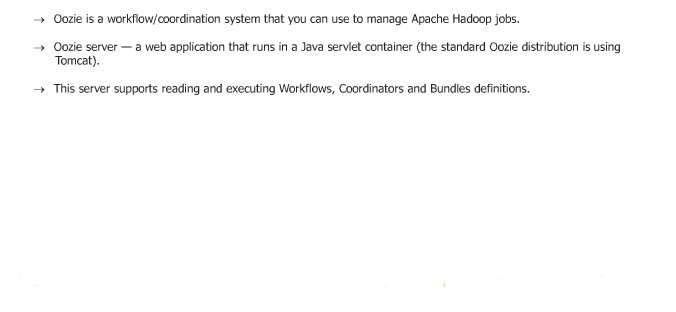 → Oozie is a workflow/coordination system that you can use to manage Apache Hadoop jobs.
→ Oozie server — a web application that runs in a Java servlet container (the standard Oozie distribution is using
Tomcat).
→ This server supports reading and executing Workflows, Coordinators and Bundles definitions.